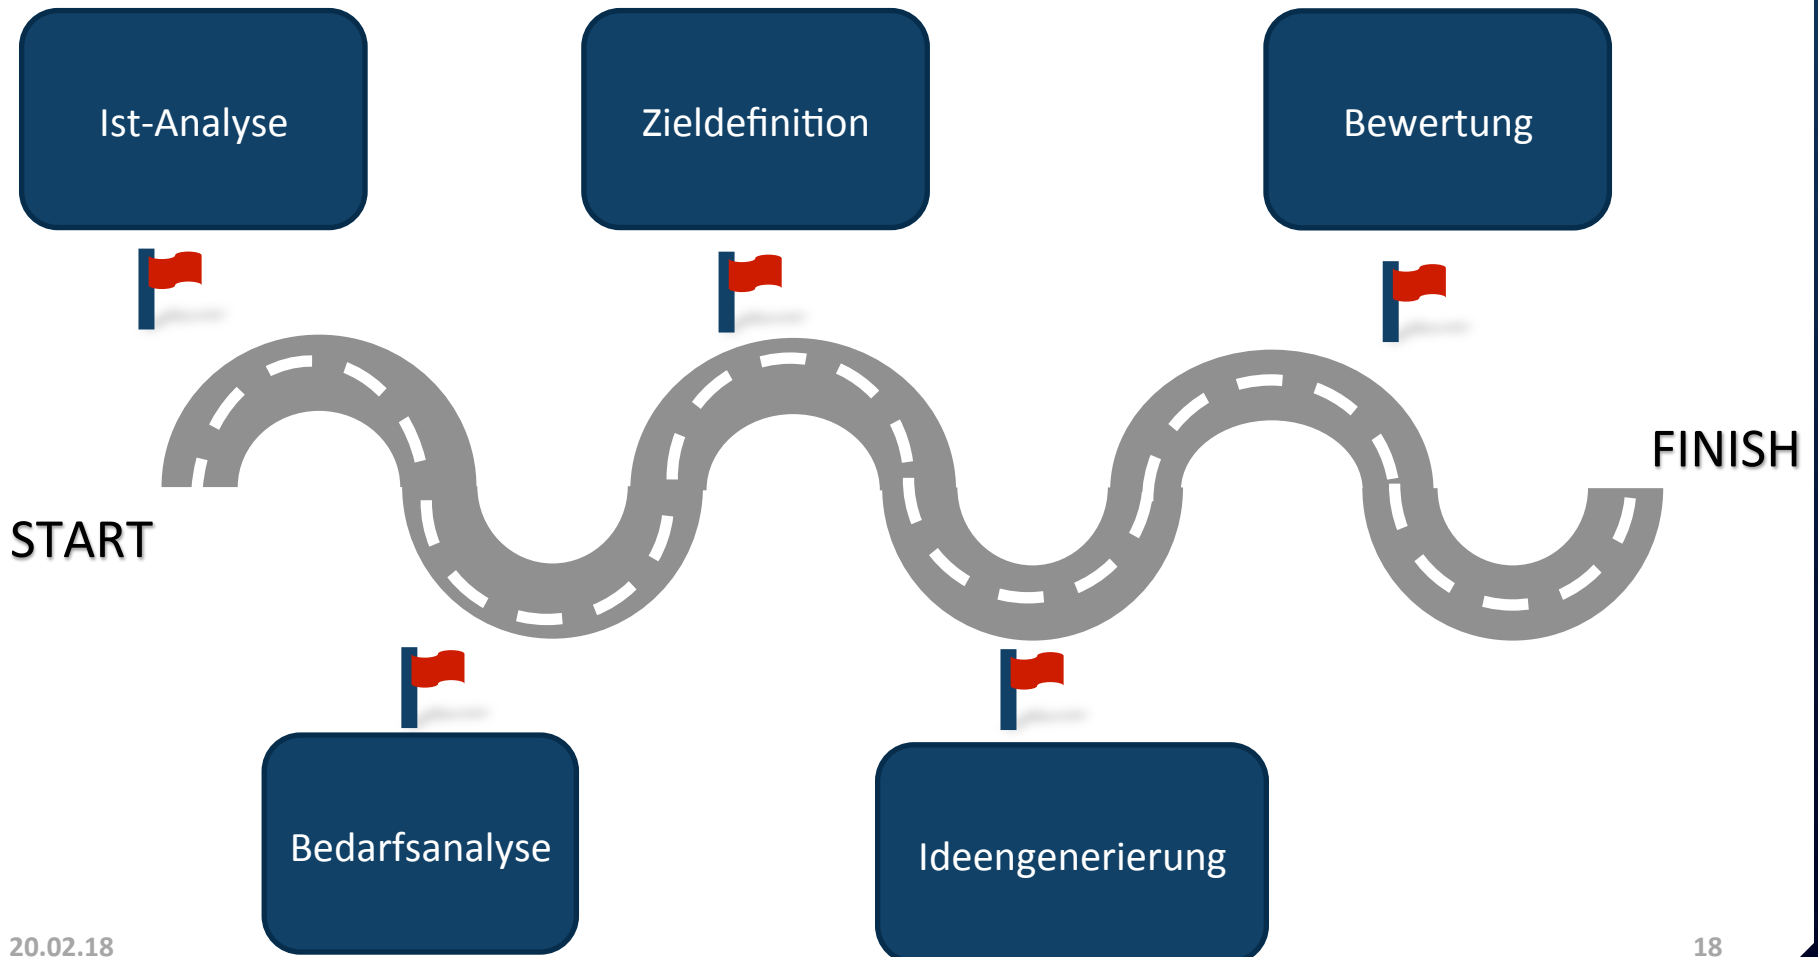 Ist-Analyse
Zieldefinition
Bewertung
START
FINISH
Bedarfsanalyse
Ideengenerierung
20.02.18
18